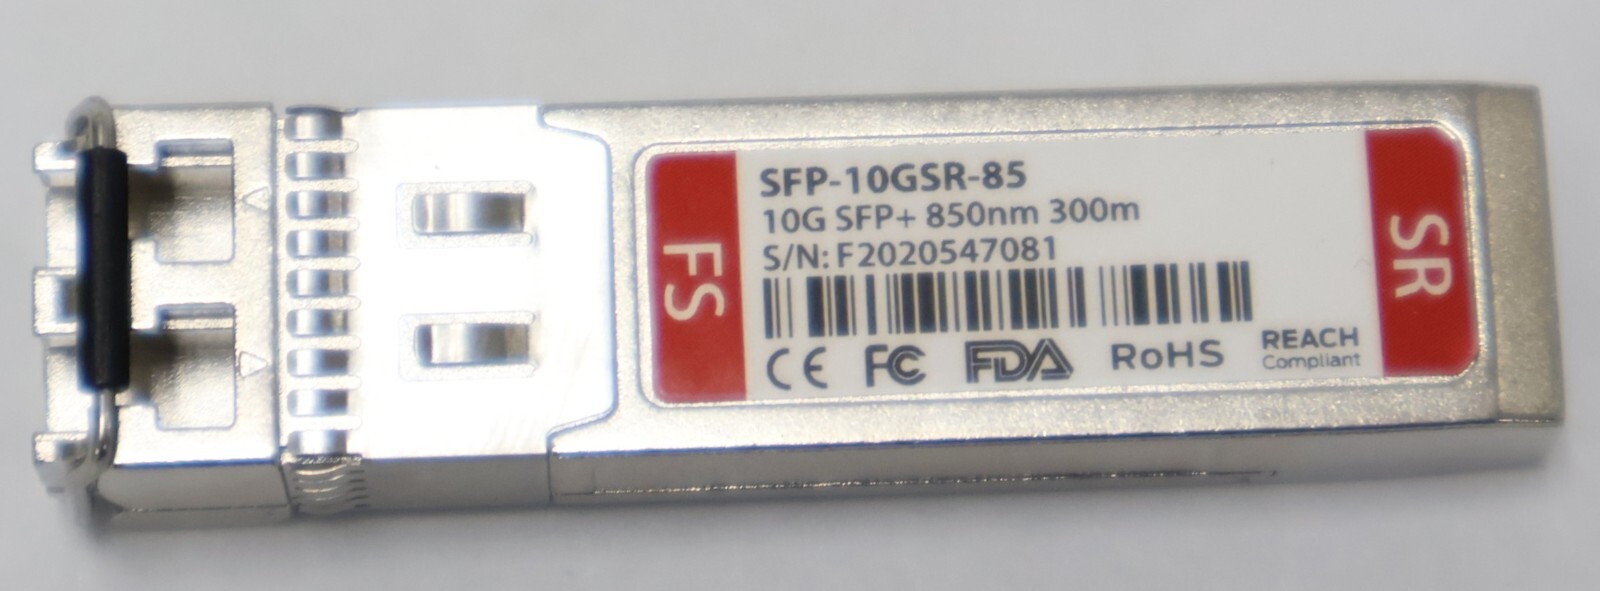 FS
SFP-10GSR-85
10G SFP+ 850nm 300m
S/N: F2020547081
CE FC FDA RoHS REACH
Compliant
SR